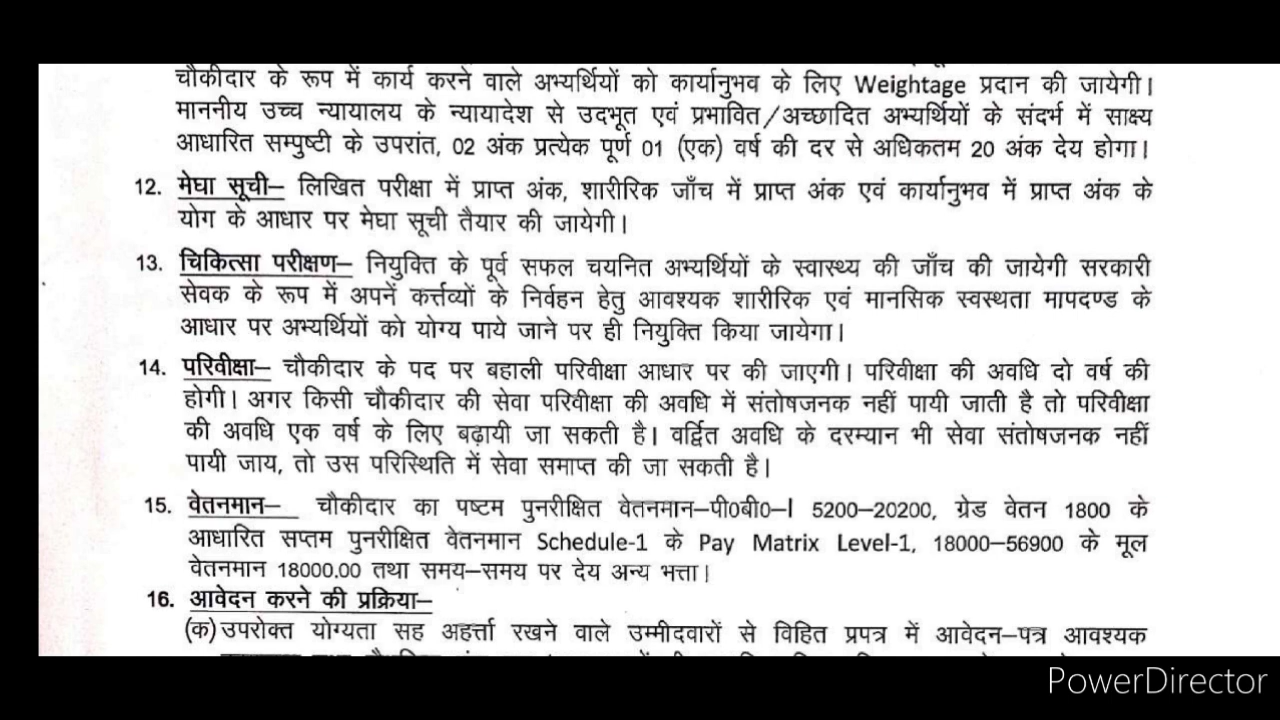 चौकीदार के रूप में कार्य करने वाले अभ्यर्थियों को कार्यानुभव के लिए Weightage प्रदान की जायेगी।
माननीय उच्च न्यायालय के न्यायादेश से उदभूत एवं प्रभावित/अच्छादित अभ्यर्थियों के संदर्भ में साक्ष्य
आधारित सम्पुष्टी के उपरांत, 02 अंक प्रत्येक पूर्ण 01 (एक) वर्ष की दर से अधिकतम 20 अंक देय होगा।
12. मेघा सूची– लिखित परीक्षा में प्राप्त अंक, शारीरिक जाँच में प्राप्त अंक एवं कार्यानुभव में प्राप्त अंक के
योग के आधार पर मेघा सूची तैयार की जायेगी।
13. चिकित्सा परीक्षण– नियुक्ति के पूर्व सफल चयनित अभ्यर्थियों के स्वास्थ्य की जाँच की जायेगी सरकारी
सेवक के रूप में अपनें कर्त्तव्यों के निर्वहन हेतु आवश्यक शारीरिक एवं मानसिक स्वस्थता मापदण्ड के
आधार पर अभ्यर्थियों को योग्य पाये जाने पर ही नियुक्ति किया जायेगा।
14. परिवीक्षा– चौकीदार के पद पर बहाली परिवीक्षा आधार पर की जाएगी। परिवीक्षा की अवधि दो वर्ष की
होगी। अगर किसी चौकीदार की सेवा परिवीक्षा की अवधि में संतोषजनक नहीं पायी जाती है तो परिवीक्षा
की अवधि एक वर्ष के लिए बढ़ायी जा सकती है। वर्द्वित अवधि के दरम्यान भी सेवा संतोषजनक नहीं
पायी जाय, तो उस परिस्थिति में सेवा समाप्त की जा सकती है।
15. वेतनमान– चौकीदार का षष्टम पुनरीक्षित वेतनमान–पी0बी0–I 5200–20200, ग्रेड वेतन 1800 के
आधारित सप्तम पुनरीक्षित वेतनमान Schedule-1 के Pay Matrix Level-1, 18000–56900 के मूल
वेतनमान 18000.00 तथा समय–समय पर देय अन्य भत्ता।
16. आवेदन करने की प्रक्रिया–
(क) उपरोक्त योग्यता सह अहर्त्ता रखने वाले उम्मीदवारों से विहित प्रपत्र में आवेदन–पत्र आवश्यक
PowerDirector